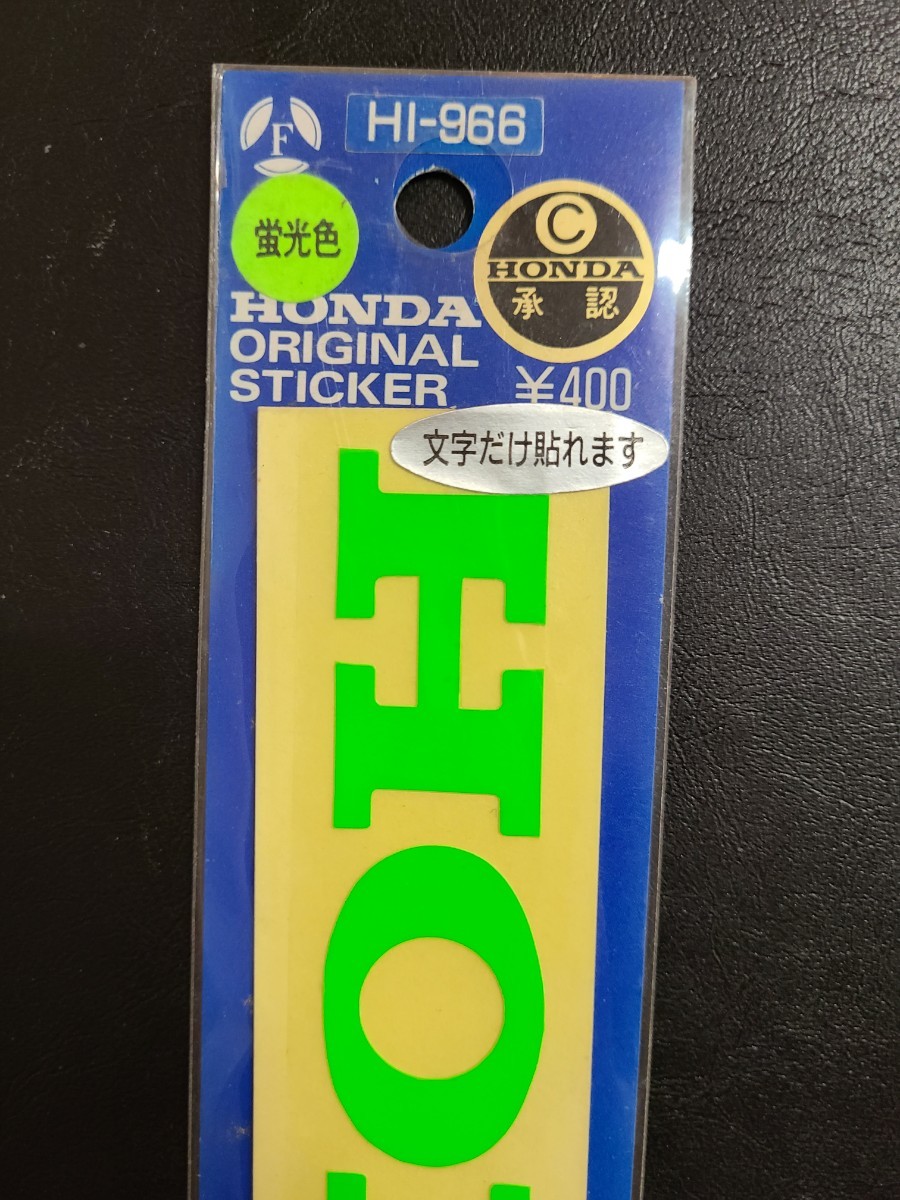 F
HI-966
蛍光色
Ⓒ
HONDA
承認
HONDA
ORIGINAL
STICKER
¥400
文字だけ貼れます
HO